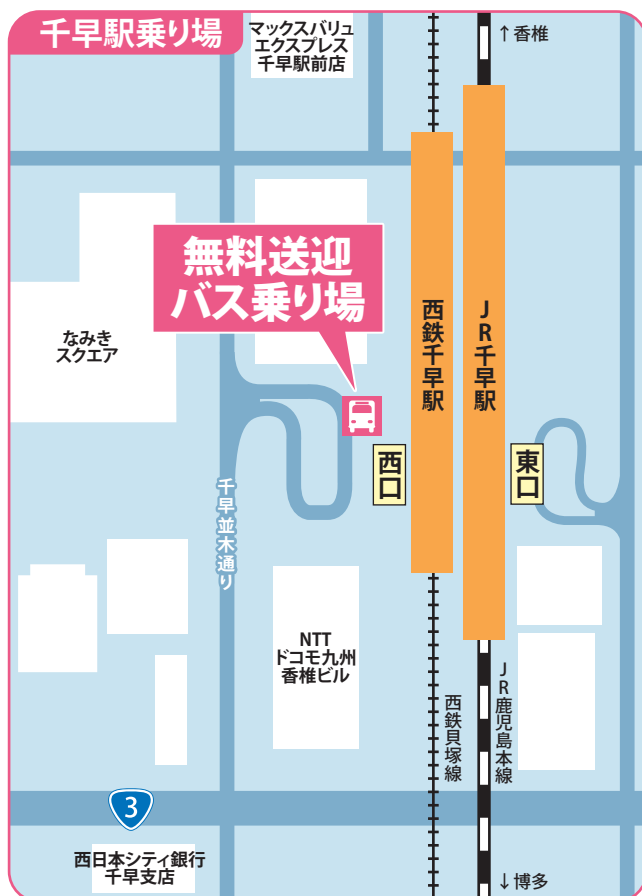 千早駅乗り場
マックスバリュ
エクスプレス
千早駅前店
↑香椎
無料送迎
バス乗り場
なみき
スクエア
西鉄千早駅
JR千早駅
西口
東口
千早並木通り
NTT
ドコモ九州
香椎ビル
西鉄貝塚線
JR鹿児島本線
3
西日本シティ銀行
千早支店
↓博多